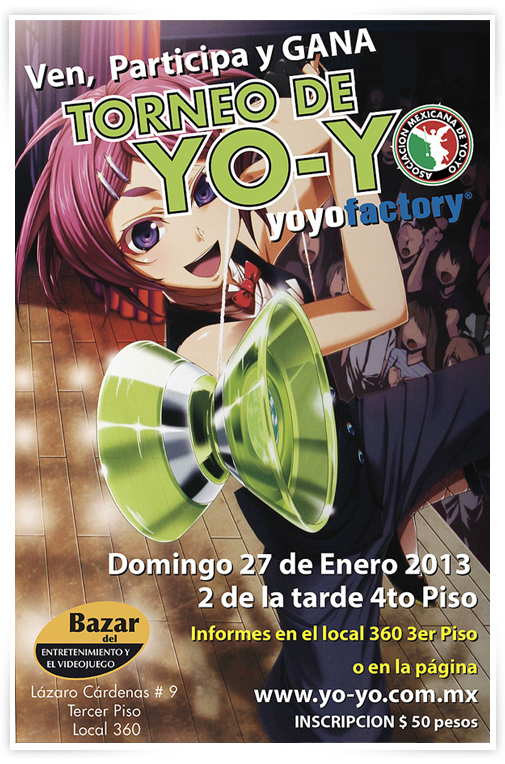 Ven, Participa y GANA
TORNEO DE
YO-Y
ASOCIACION MEXICANA DE YO-YO
yoyofactory®
Domingo 27 de Enero 2013
2 de la tarde 4to Piso
Informes en el local 360 3er Piso
o en la página
www.yo-yo.com.mx
INSCRIPCION $ 50 pesos
Bazar
del
ENTRETENIMIENTO Y
EL VIDEOJUEGO
Lázaro Cárdenas # 9
Tercer Piso
Local 360